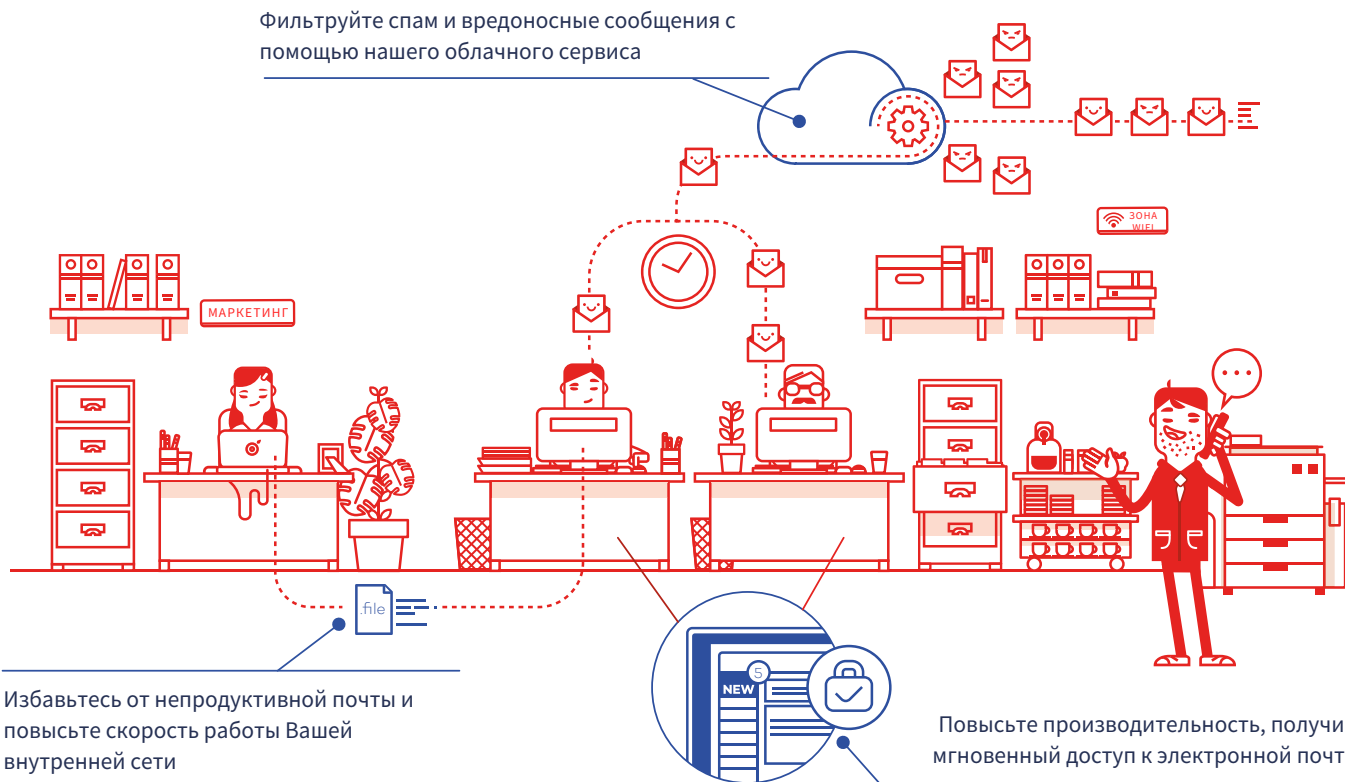 Фильтруйте спам и вредоносные сообщения с
помощью нашего облачного сервиса
ЗОНА
WIFI
МАРКЕТИНГ
.file
5
NEW
Избавьтесь от непродуктивной почты и
повысьте скорость работы Вашей
внутренней сети
Повысьте производительность, получи
мгновенный доступ к электронной почт